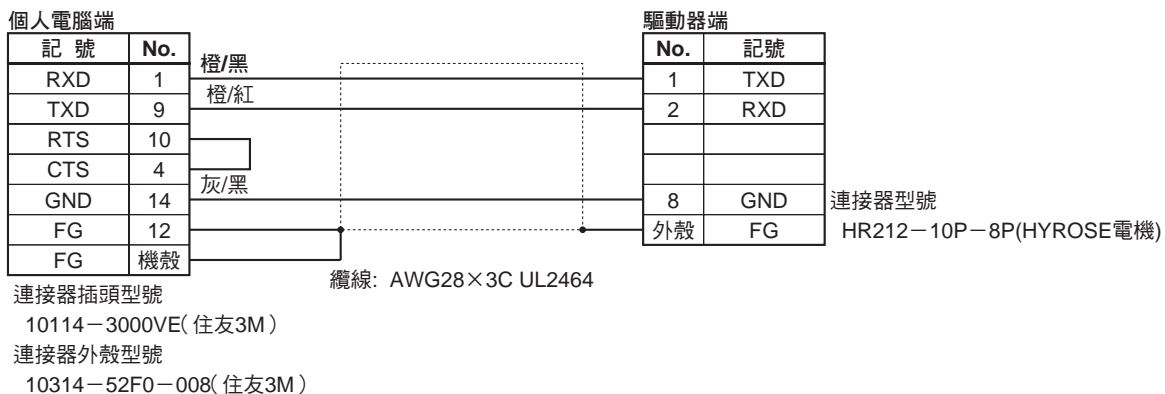 個人電腦端
驅動器端
記 號 No.
No. 記號
橙/黑
RXD 1
1 TXD
橙/紅
TXD 9
2 RXD
RTS 10
CTS 4
灰/黑
GND 14
8 GND
連接器型號
FG 12
外殼 FG
HR212-10P-8P(HYROSE電機)
FG 機殼
纜線: AWG28×3C UL2464
連接器插頭型號
10114-3000VE(住友3M)
連接器外殼型號
10314-52F0-008(住友3M)